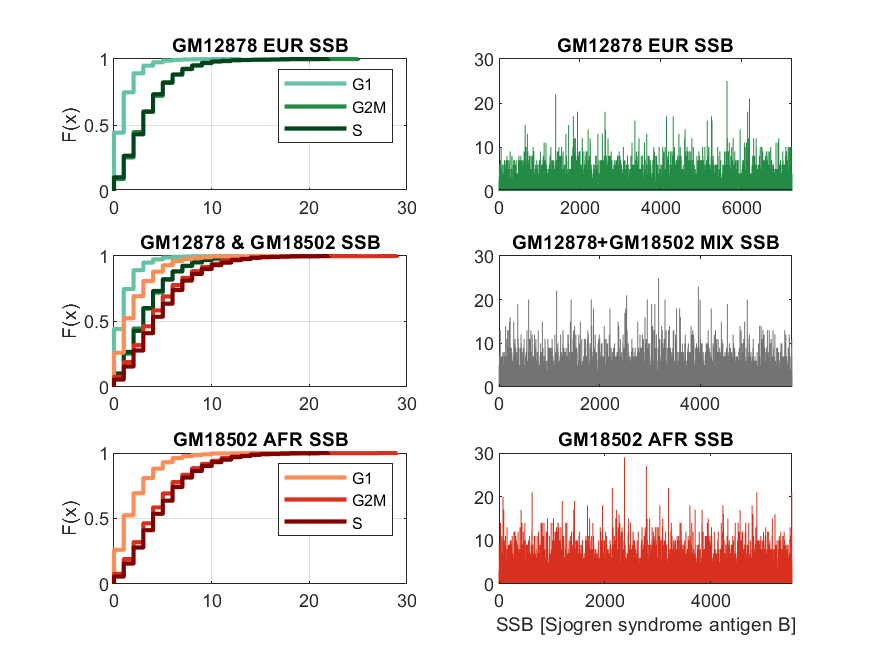 GM12878 EUR SSB
1
0.5
0
F(x)
0
10
20
30
G1
G2M
S
GM12878 EUR SSB
30
20
10
0
0
2000
4000
6000
GM12878 & GM18502 SSB
1
0.5
0
F(x)
0
10
20
30
GM12878+GM18502 MIX SSB
30
20
10
0
0
2000
4000
GM18502 AFR SSB
1
0.5
0
F(x)
0
10
20
30
G1
G2M
S
GM18502 AFR SSB
30
20
10
0
0
2000
4000
SSB [Sjogren syndrome antigen B]